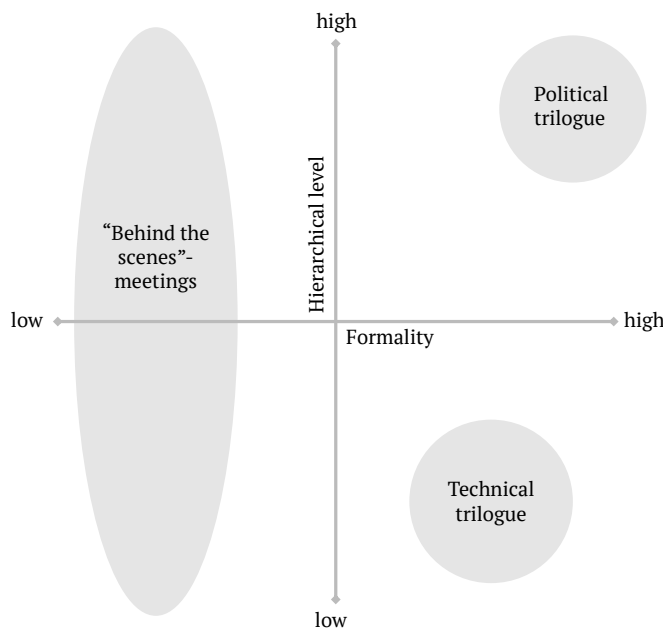 high
Political
trilogue
Hierarchical level
“Behind the
scenes”-
meetings
low
high
Formality
Technical
trilogue
low